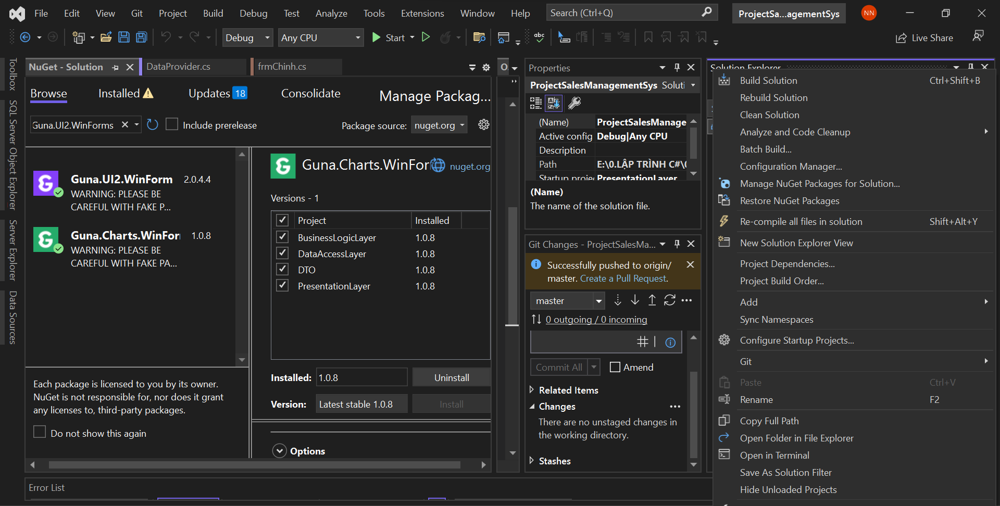 File Edit View Git Project Build Debug Test Analyze Tools Extensions Window Help Search (Ctrl+Q) ProjectSa...agementSys NN
Debug Any CPU Start abc Live Share
Toolbox
SQL Server Object Explorer
Server Explorer
Data Sources
NuGet - Solution DataProvider.cs frmChinh.cs
Browse Installed Updates 18 Consolidate Manage Packag...
Guna.UI2.WinForms Include prerelease Package source: nuget.org
Guna.UI2.WinForm 2.0.4.4
WARNING: PLEASE BE
CAREFUL WITH FAKE P...
Guna.Charts.WinFor 1.0.8
WARNING: PLEASE BE
CAREFUL WITH FAKE PA...
Each package is licensed to you by its owner.
NuGet is not responsible for, nor does it grant
any licenses to, third-party packages.
Do not show this again
Guna.Charts.WinFor nuget.org
Versions - 1
Project Installed
BusinessLogicLayer 1.0.8
DataAccessLayer 1.0.8
DTO 1.0.8
PresentationLayer 1.0.8
Installed: 1.0.8 Uninstall
Version: Latest stable 1.0.8 Install
Options
Error List
Properties
ProjectSalesManagementSys Soluti
(Name) ProjectSalesManage
Active config Debug|Any CPU
Description
Path E:\0.LẬP TRÌNH C#\
Startup proje PresentationLayer
(Name)
The name of the solution file.
Git Changes - ProjectSalesMa...
Successfully pushed to origin/
master. Create a Pull Request.
master
0 outgoing / 0 incoming
Commit All Amend
Related Items
Changes
There are no unstaged changes in
the working directory.
Stashes
Solution Explorer
Build Solution Ctrl+Shift+B
Rebuild Solution
Clean Solution
Analyze and Code Cleanup
Batch Build...
Configuration Manager...
Manage NuGet Packages for Solution...
Restore NuGet Packages
Re-compile all files in solution Shift+Alt+Y
New Solution Explorer View
Project Dependencies...
Project Build Order...
Add
Sync Namespaces
Configure Startup Projects...
Git
Paste Ctrl+V
Rename F2
Copy Full Path
Open Folder in File Explorer
Open in Terminal
Save As Solution Filter
Hide Unloaded Projects